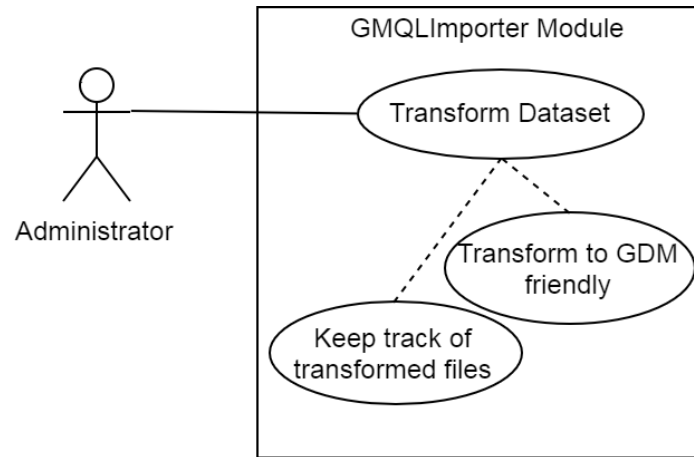 GMQLImporter Module
Transform Dataset
Administrator
Transform to GDM
friendly
Keep track of
transformed files